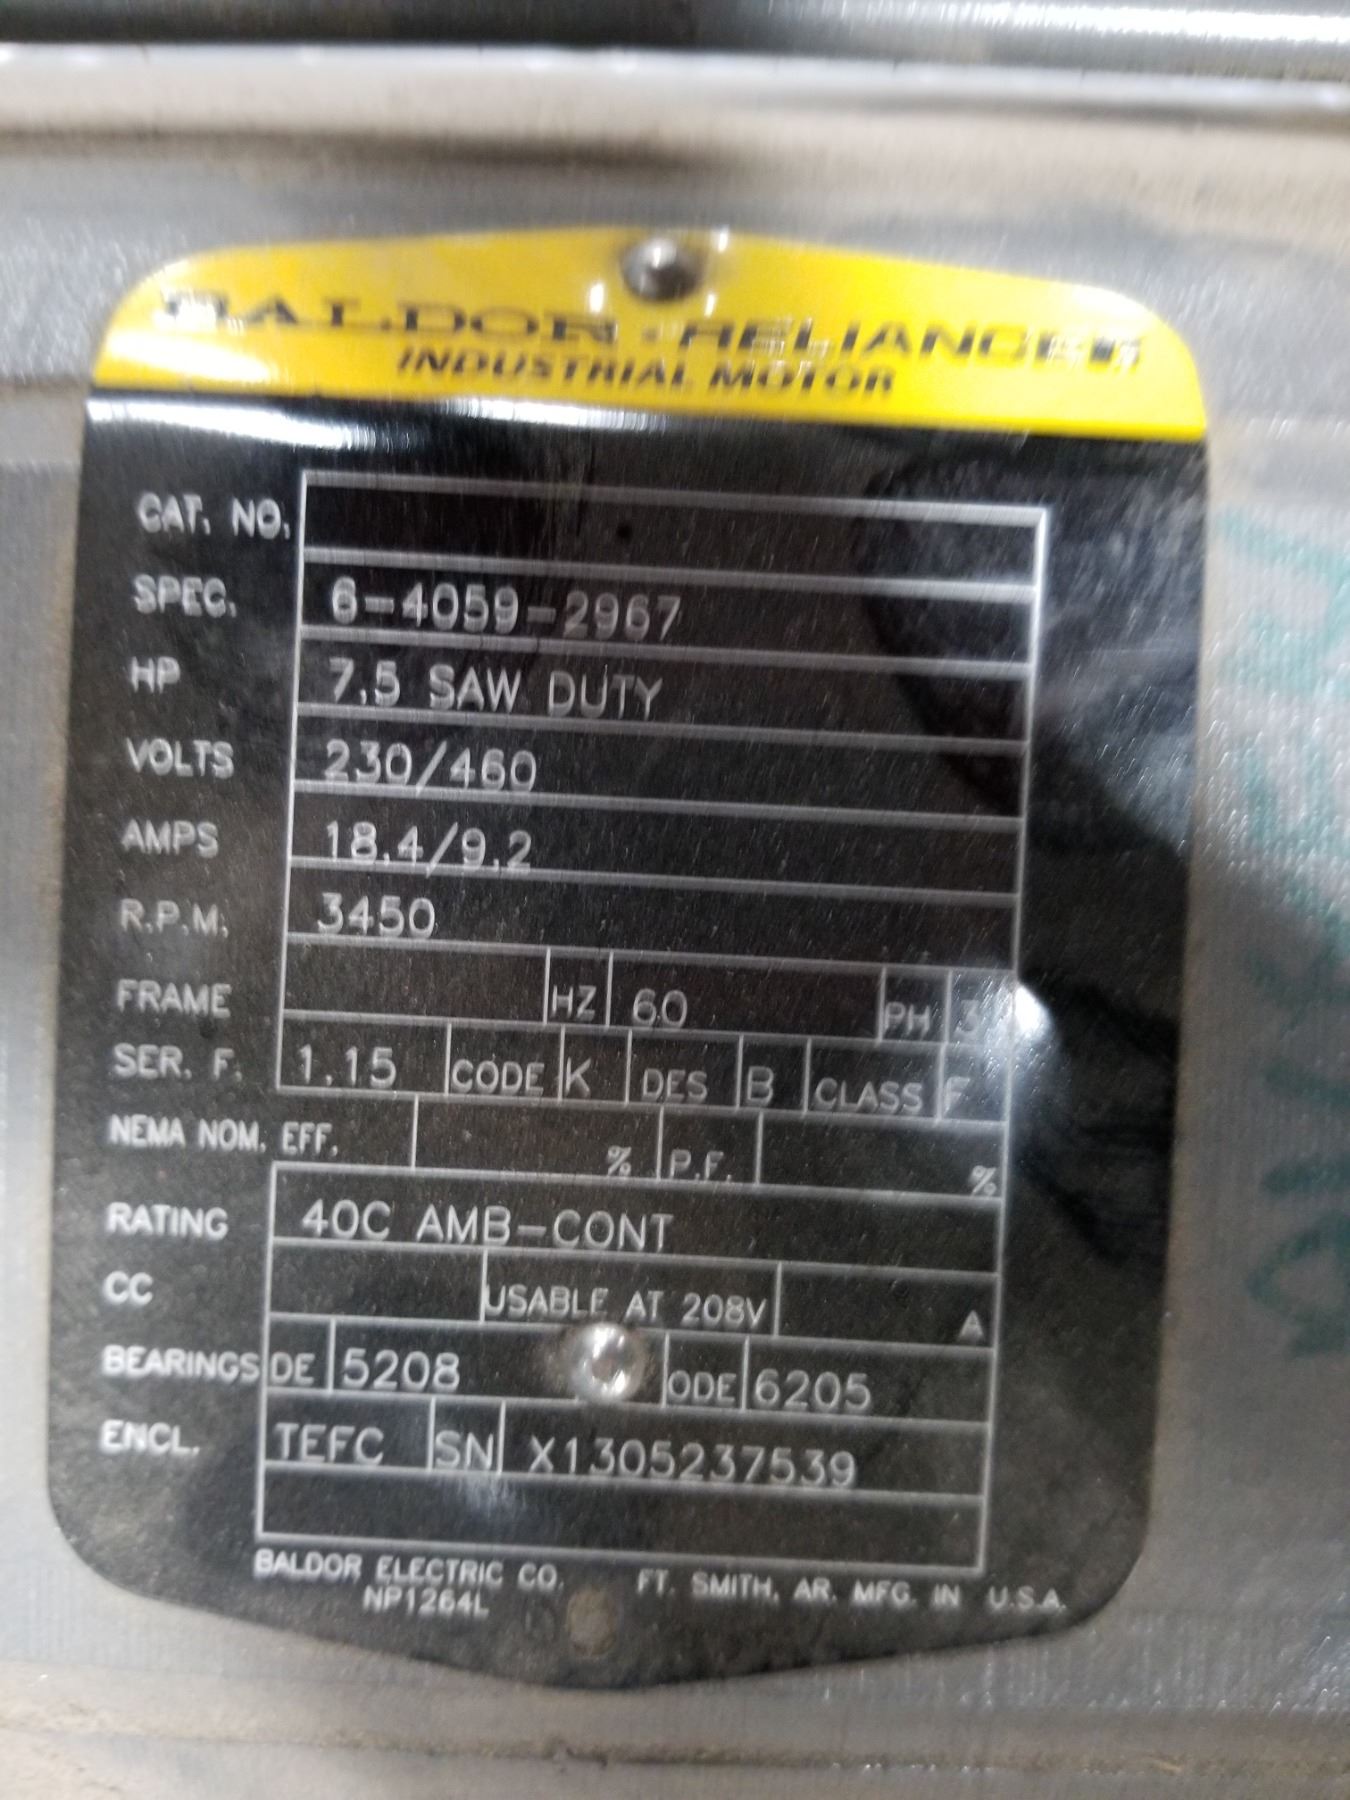 BALDOR • RELIANCER
INDUSTRIAL MOTOR
CAT. NO.
SPEC. 6-4059-2967
HP 7.5 SAW DUTY
VOLTS 230/460
AMPS 18.4/9.2
R.P.M. 3450
FRAME HZ 60 PH 3
SER. F. 1.15 CODE K DES B CLASS F
NEMA NOM. EFF. % P.F. %
RATING 40C AMB-CONT
CC USABLE AT 208V A
BEARINGS DE 5208 ODE 6205
ENCL. TEFC SN X1305237539
BALDOR ELECTRIC CO. FT. SMITH, AR. MFG. IN U.S.A.
NP1264L